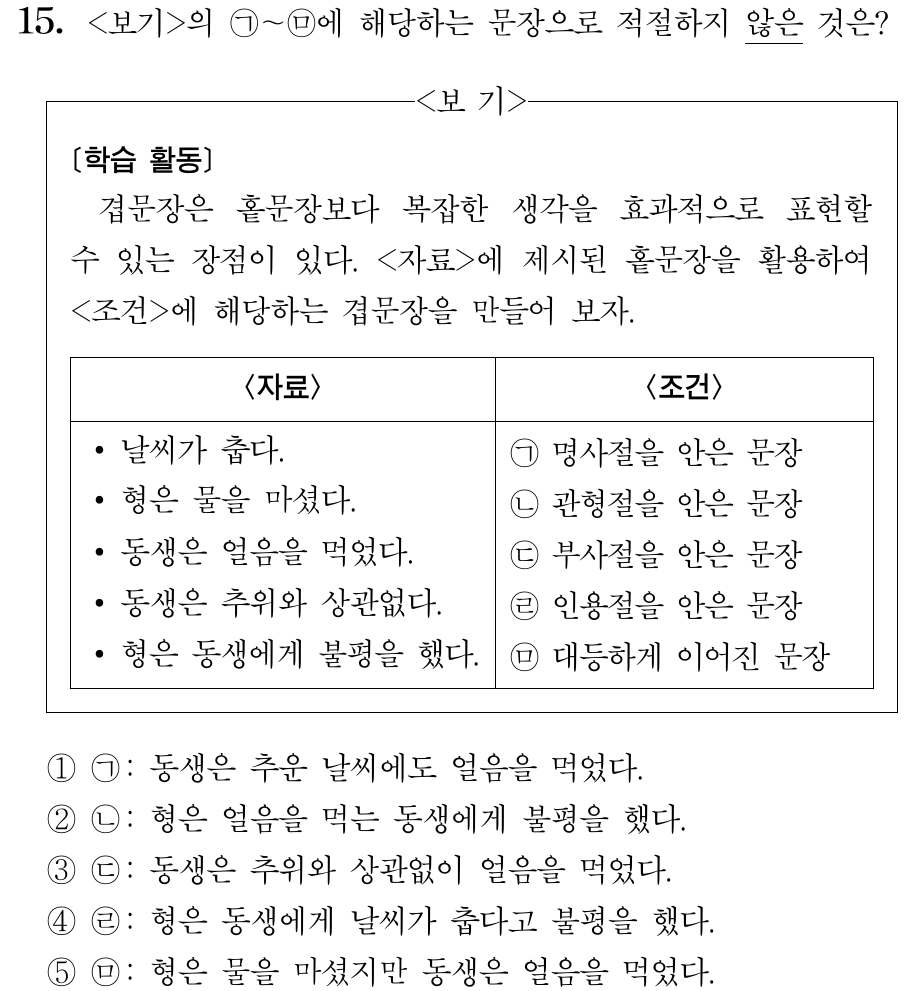 15. <보기>의 ㉠~㉤에 해당하는 문장으로 적절하지 않은 것은?
<보 기>
〔학습 활동〕
겹문장은 홑문장보다 복잡한 생각을 효과적으로 표현할
수 있는 장점이 있다. <자료>에 제시된 홑문장을 활용하여
<조건>에 해당하는 겹문장을 만들어 보자.
〈자료〉
• 날씨가 춥다.
• 형은 물을 마셨다.
• 동생은 얼음을 먹었다.
• 동생은 추위와 상관없다.
• 형은 동생에게 불평을 했다.
〈조건〉
㉠ 명사절을 안은 문장
㉡ 관형절을 안은 문장
㉢ 부사절을 안은 문장
㉣ 인용절을 안은 문장
㉤ 대등하게 이어진 문장
① ㉠: 동생은 추운 날씨에도 얼음을 먹었다.
② ㉡: 형은 얼음을 먹는 동생에게 불평을 했다.
③ ㉢: 동생은 추위와 상관없이 얼음을 먹었다.
④ ㉣: 형은 동생에게 날씨가 춥다고 불평을 했다.
⑤ ㉤: 형은 물을 마셨지만 동생은 얼음을 먹었다.